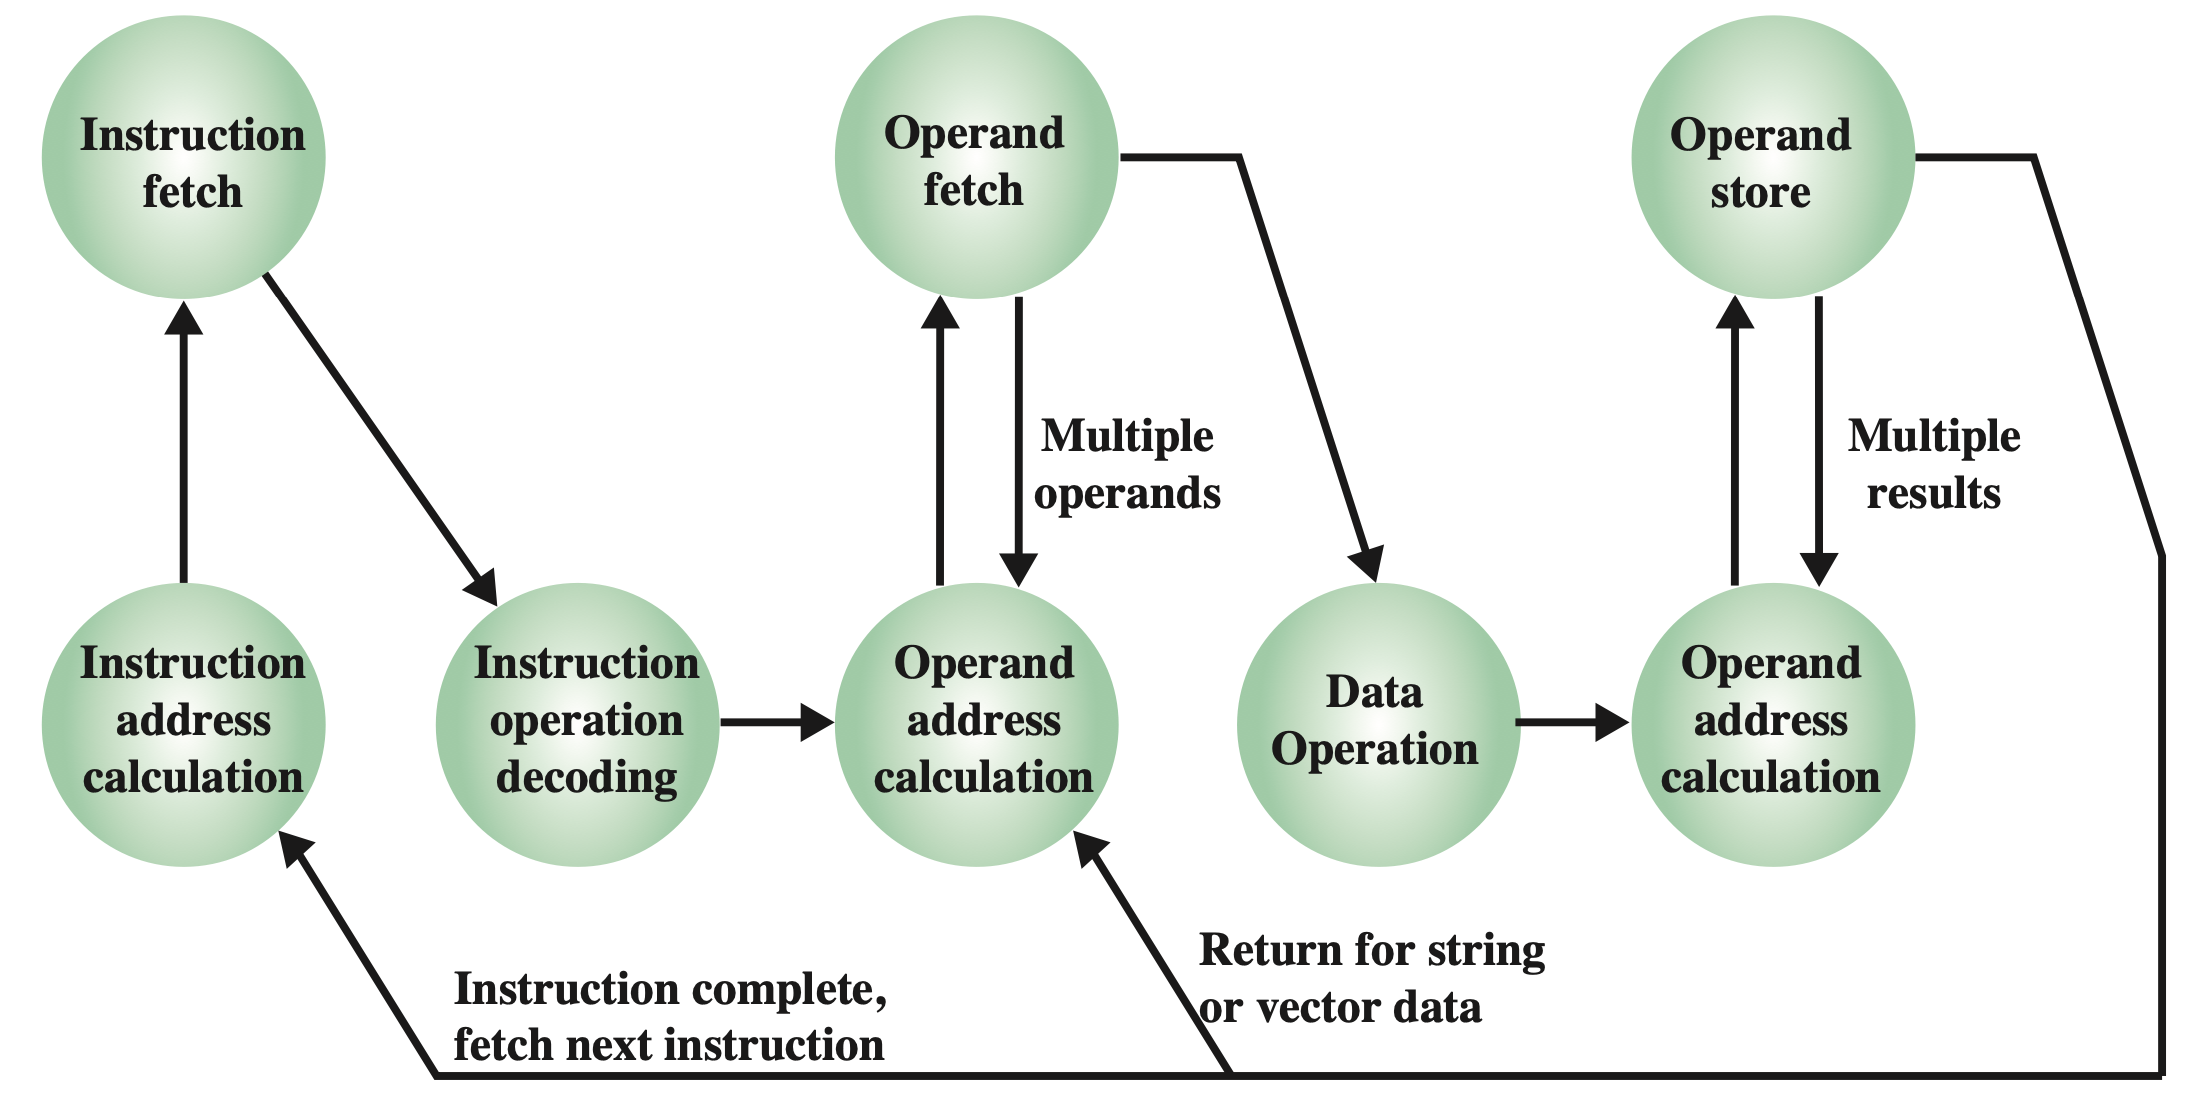 Instruction
fetch
Operand
fetch
Operand
store
Multiple
operands
Multiple
results
Instruction
address
calculation
Instruction
operation
decoding
Operand
address
calculation
Data
Operation
Operand
address
calculation
Instruction complete,
fetch next instruction
Return for string
or vector data